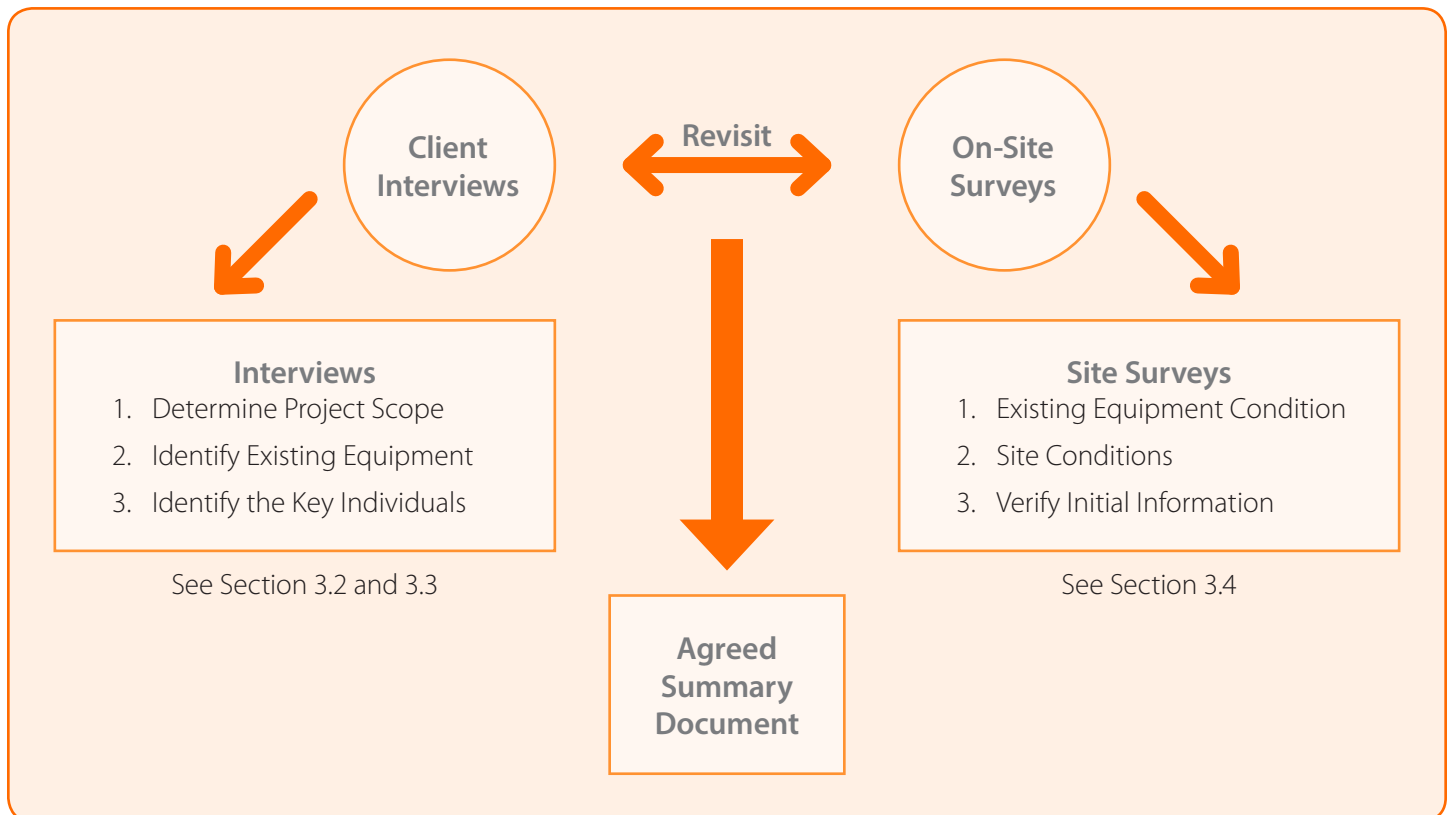 Client
Interviews
Revisit
On-Site
Surveys
Interviews
1. Determine Project Scope
2. Identify Existing Equipment
3. Identify the Key Individuals
See Section 3.2 and 3.3
Site Surveys
1. Existing Equipment Condition
2. Site Conditions
3. Verify Initial Information
See Section 3.4
Agreed
Summary
Document